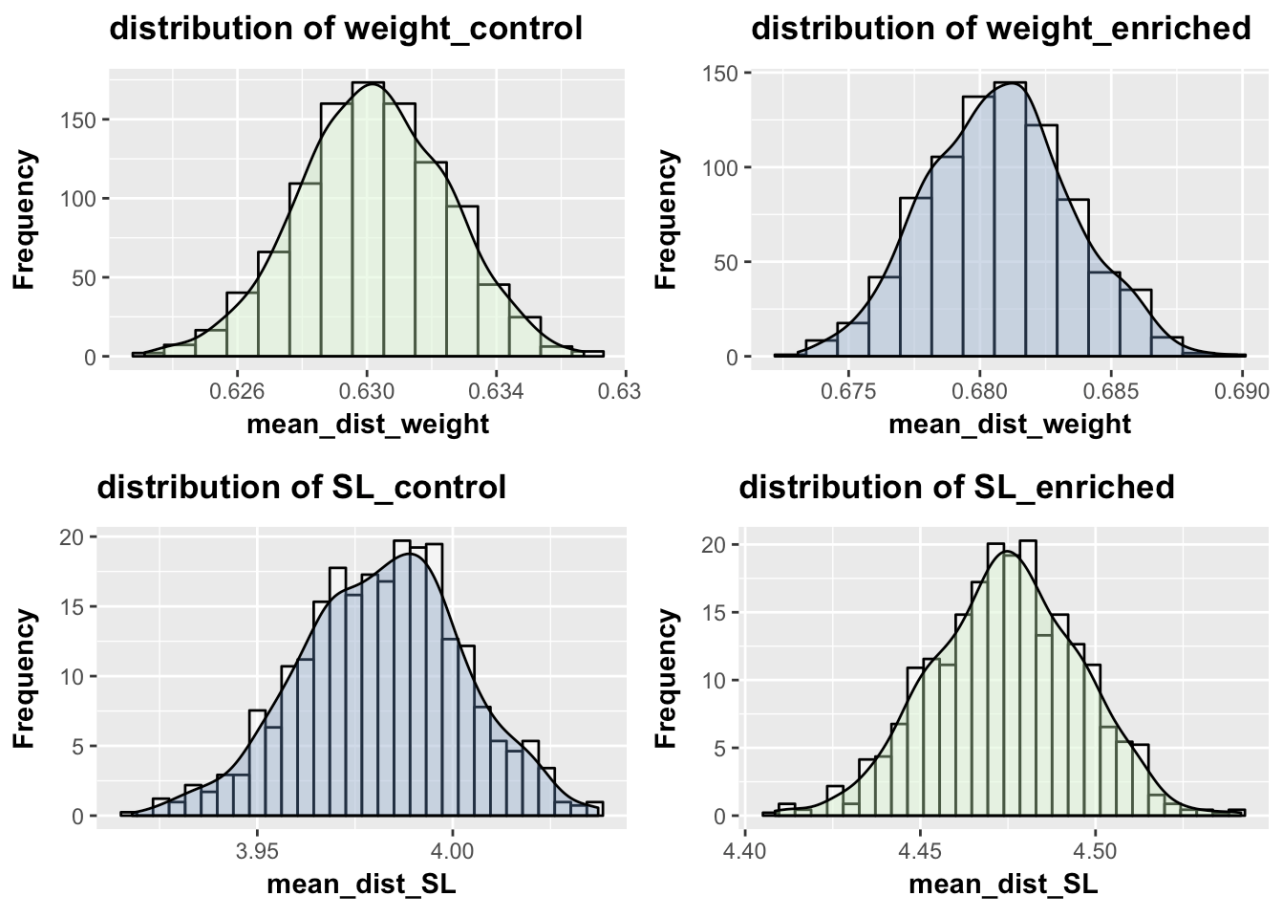 distribution of weight_control
distribution of weight_enriched
Frequency
150
100
50
0
0.626 0.630 0.634 0.63
mean_dist_weight
Frequency
150
100
50
0
0.675 0.680 0.685 0.690
mean_dist_weight
distribution of SL_control
distribution of SL_enriched
Frequency
20
15
10
5
0
3.95 4.00
mean_dist_SL
Frequency
20
15
10
5
0
4.40 4.45 4.50
mean_dist_SL